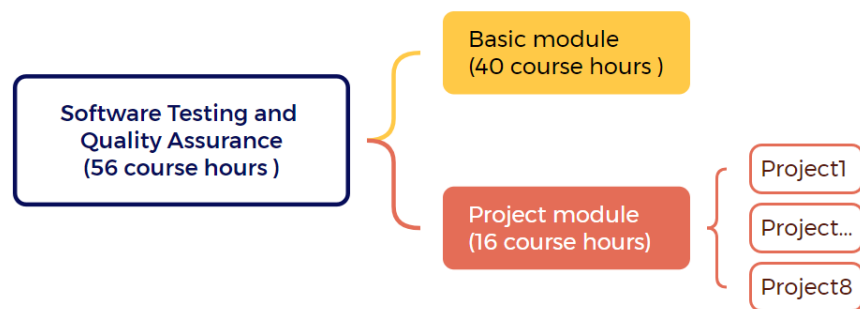 Software Testing and
Quality Assurance
(56 course hours )
Basic module
(40 course hours )
Project module
(16 course hours)
Project1
Project...
Project8